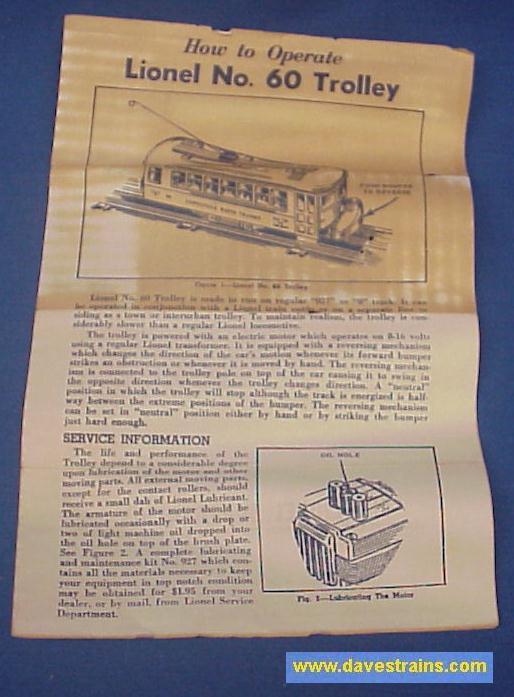 How to Operate
Lionel No. 60 Trolley
PUSH BUMPER
TO REVERSE
LIONELVILLE RAPID TRANSIT
Figure 1—Lionel No. 60 Trolley
Lionel No. 60 Trolley is made to run on regular "027" or "0" track. It can
be operated in conjunction with a Lionel train outfit or on a separate line or
siding as a town or interurban trolley. To maintain realism, the trolley is con-
siderably slower than a regular Lionel locomotive.
The trolley is powered with an electric motor which operates on 8-16 volts
using a regular Lionel transformer. It is equipped with a reversing mechanism
which changes the direction of the car's motion whenever its forward bumper
strikes an obstruction or whenever it is moved by hand. The reversing mechan-
ism is connected to the trolley pole on top of the car causing it to swing in
the opposite direction whenever the trolley changes direction. A "neutral"
position in which the trolley will stop although the track is energized is half-
way between the extreme positions of the bumper. The reversing mechanism
can be set in "neutral" position either by hand or by striking the bumper
just hard enough.
SERVICE INFORMATION
The life and performance of the
Trolley depend to a considerable degree
upon lubrication of the motor and other
moving parts. All external moving parts,
except for the contact rollers, should
receive a small dab of Lionel Lubricant.
The armature of the motor should be
lubricated occasionally with a drop or
two of light machine oil dropped into
the oil hole on top of the brush plate.
See Figure 2. A complete lubricating
and maintenance kit No. 927 which con-
tains all the materials necessary to keep
your equipment in top notch condition
may be obtained for $1.95 from your
dealer, or by mail, from Lionel Service
Department.
OIL HOLE
Fig. 2—Lubricating The Motor
www.davestrains.com